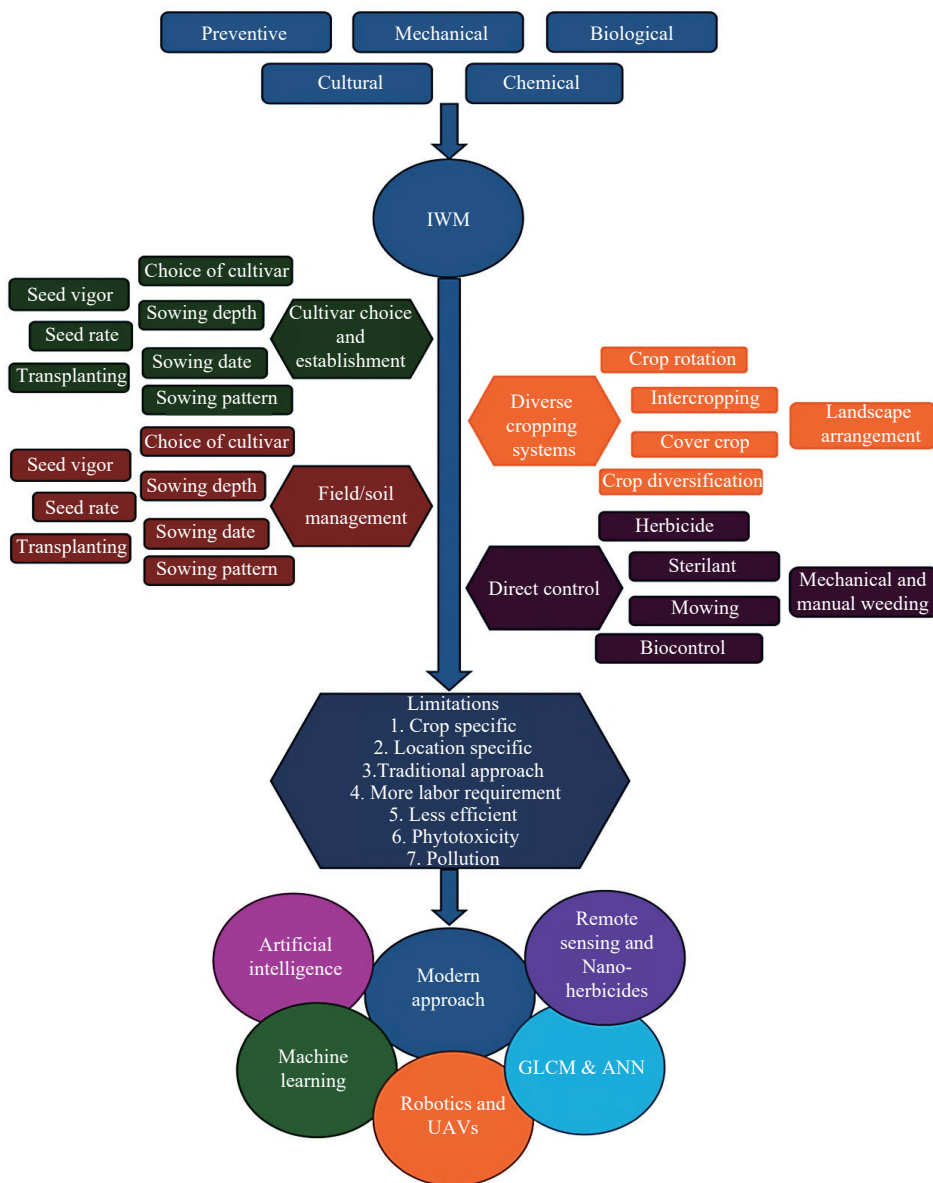 Preventive
Mechanical
Biological
Cultural
Chemical
IWM
Choice of cultivar
Seed vigor
Sowing depth
Seed rate
Sowing date
Transplanting
Sowing pattern
Cultivar choice
and
establishment
Choice of cultivar
Seed vigor
Sowing depth
Seed rate
Sowing date
Transplanting
Sowing pattern
Field/soil
management
Diverse
cropping
systems
Crop rotation
Intercropping
Cover crop
Crop diversification
Landscape
arrangement
Direct control
Herbicide
Sterilant
Mowing
Biocontrol
Mechanical and
manual weeding
Limitations
1. Crop specific
2. Location specific
3.Traditional approach
4. More labor requirement
5. Less efficient
6. Phytotoxicity
7. Pollution
Artificial
intelligence
Modern
approach
Remote
sensing and
Nano-
herbicides
Machine
learning
Robotics and
UAVs
GLCM & ANN